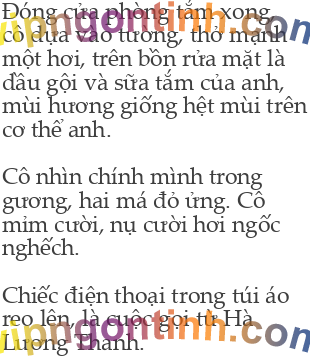 Đóng cửa phòng tắm xong,
cô dựa vào tường, thở mạnh
một hơi, trên bồn rửa mặt là
dầu gội và sữa tắm của anh,
mùi hương giống hệt mùi trên
cơ thể anh.
Cô nhìn chính mình trong
gương, hai má đỏ ửng. Cô
mỉm cười, nụ cười hơi ngốc
nghếch.
Chiếc điện thoại trong túi áo
reo lên, là cuộc gọi từ Hà
Lương Thành.
vipngontinh.com
vipngontinh.com